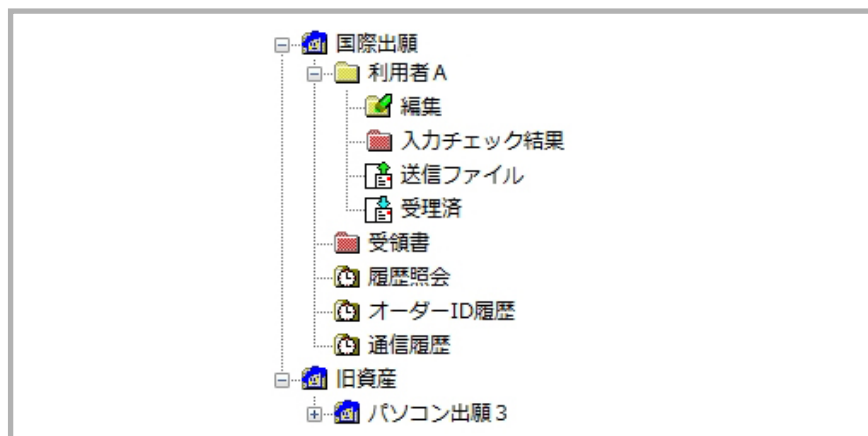 国際出願
利用者A
編集
入力チェック結果
送信ファイル
受理済
受領書
履歴照会
オーダーID履歴
通信履歴
旧資産
パソコン出願３